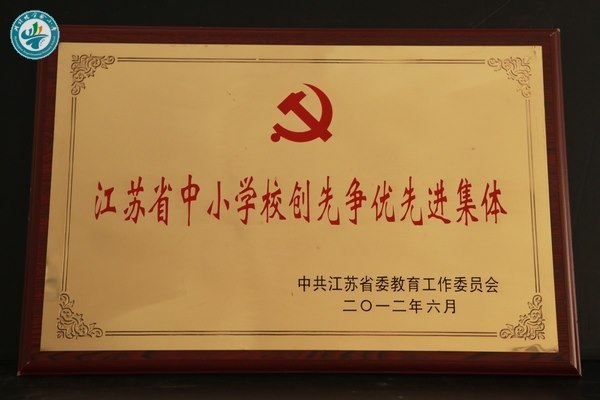 江苏省中小学校创先争优先进集体
中共江苏省委教育工作委员会
二〇一二年六月